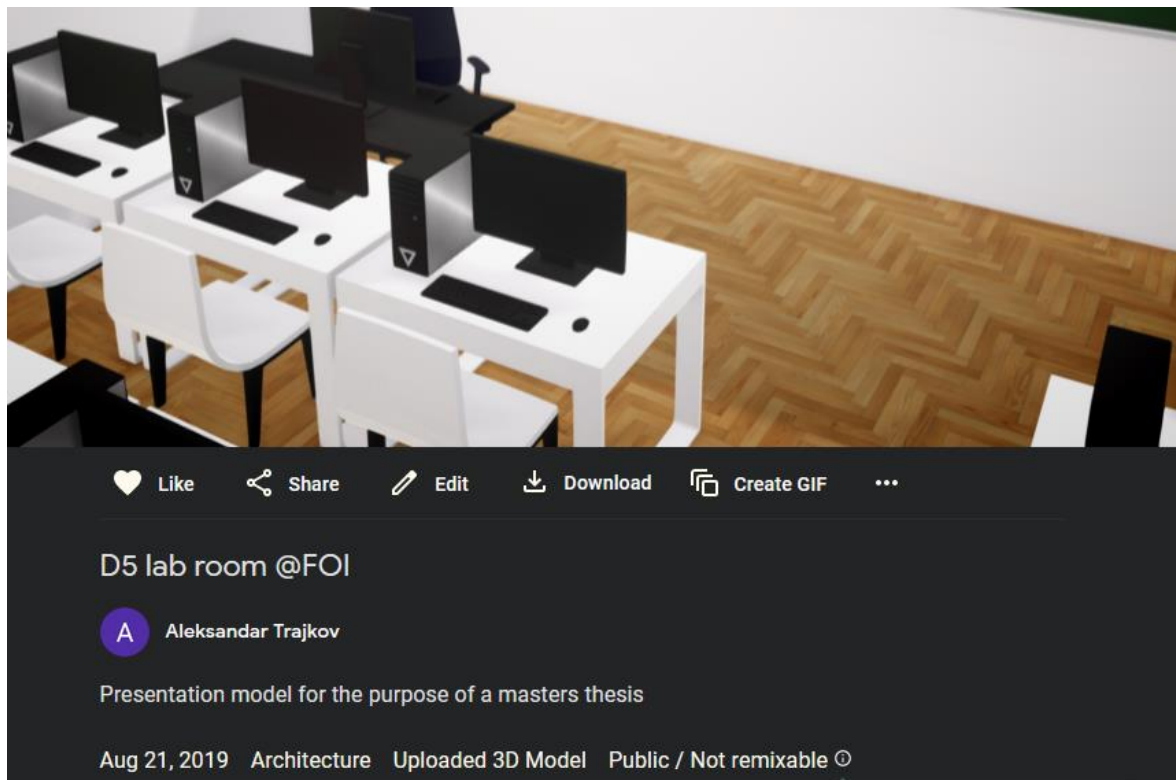 Like Share Edit Download Create GIF
D5 lab room @FOI
A Aleksandar Trajkov
Presentation model for the purpose of a masters thesis
Aug 21, 2019 Architecture Uploaded 3D Model Public / Not remixable